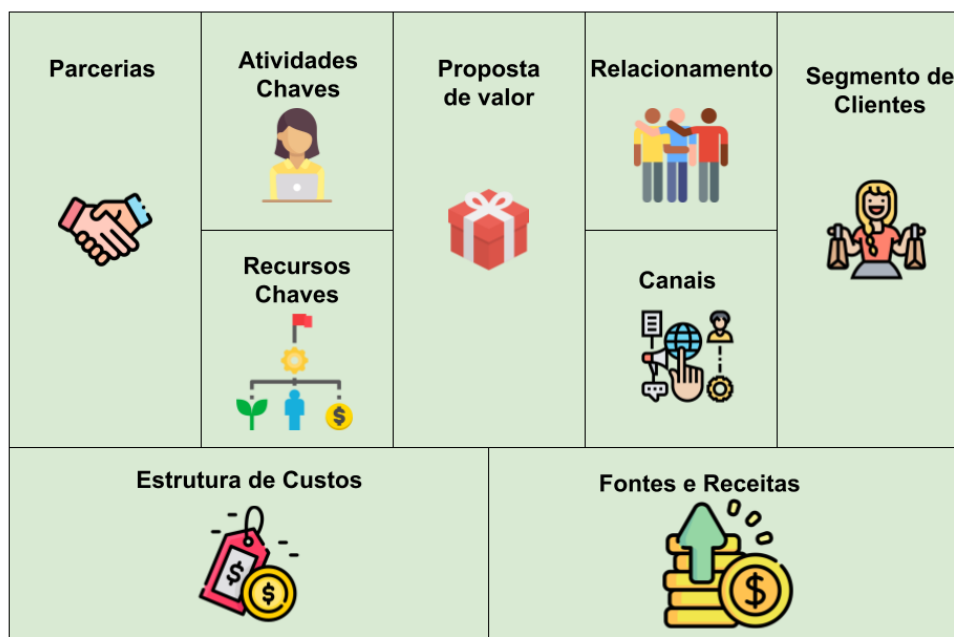 Parcerias
Atividades
Chaves
Recursos
Chaves
Proposta
de valor
Relacionamento
Canais
Segmento de
Clientes
Estrutura de Custos
$
$
Fontes e Receitas
$
$